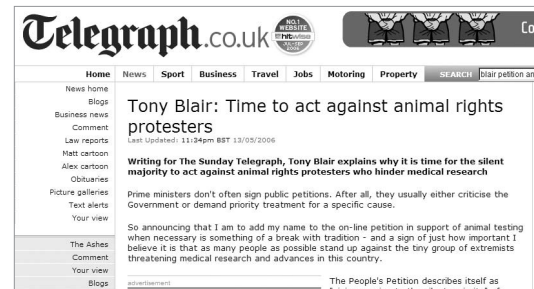 Telegraph.co.uk
NO.1
WEBSITE
hitwise
JUL-SEP
2006
Co
Home News Sport Business Travel Jobs Motoring Property SEARCH blair petition an
News home
Blogs
Business news
Comment
Law reports
Matt cartoon
Alex cartoon
Obituaries
Picture galleries
Text alerts
Your view
The Ashes
Comment
Your view
Blogs
Tony Blair: Time to act against animal rights
protesters
Last Updated: 11:34pm BST 13/05/2006
Writing for The Sunday Telegraph, Tony Blair explains why it is time for the silent
majority to act against animal rights protesters who hinder medical research
Prime ministers don't often sign public petitions. After all, they usually either criticise the
Government or demand priority treatment for a specific cause.
So announcing that I am to add my name to the on-line petition in support of animal testing
when necessary is something of a break with tradition - and a sign of just how important I
believe it is that as many people as possible stand up against the tiny group of extremists
threatening medical research and advances in this country.
advertisement
The People's Petition describes itself as